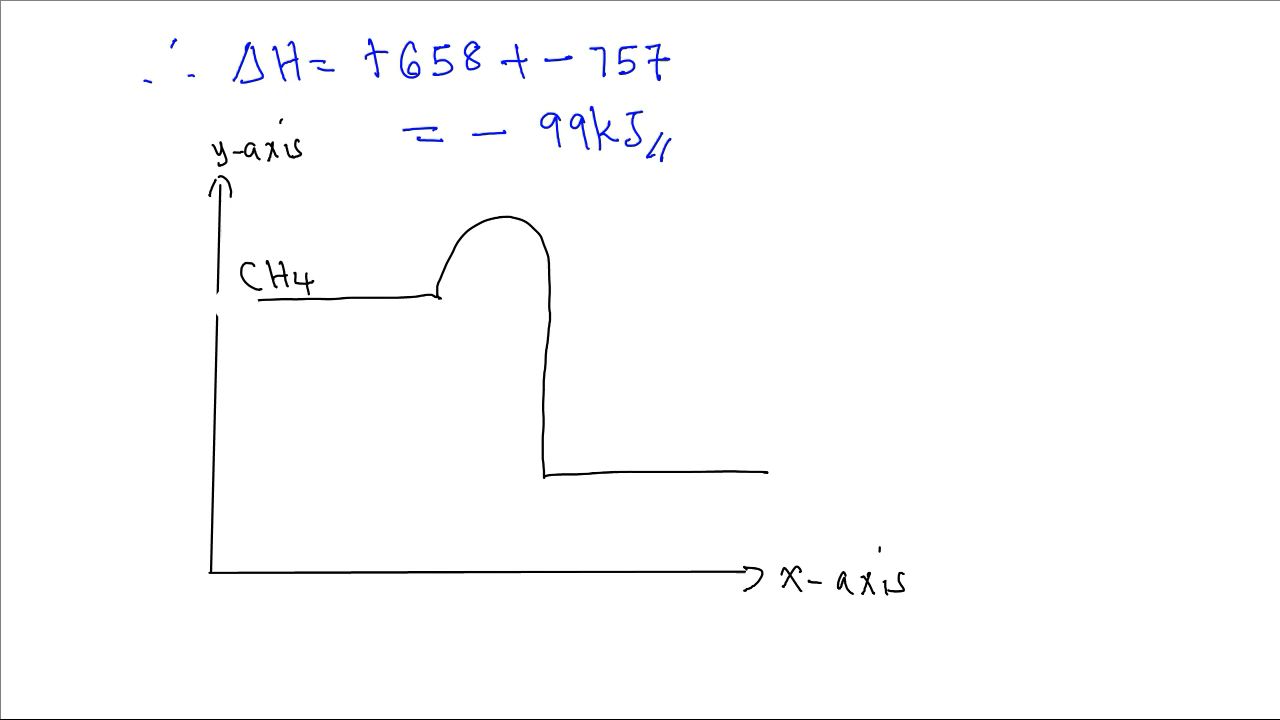 ∴ ΔH = +658 + - 757
= - 99kJ//
y-axis
CH4
x-axis